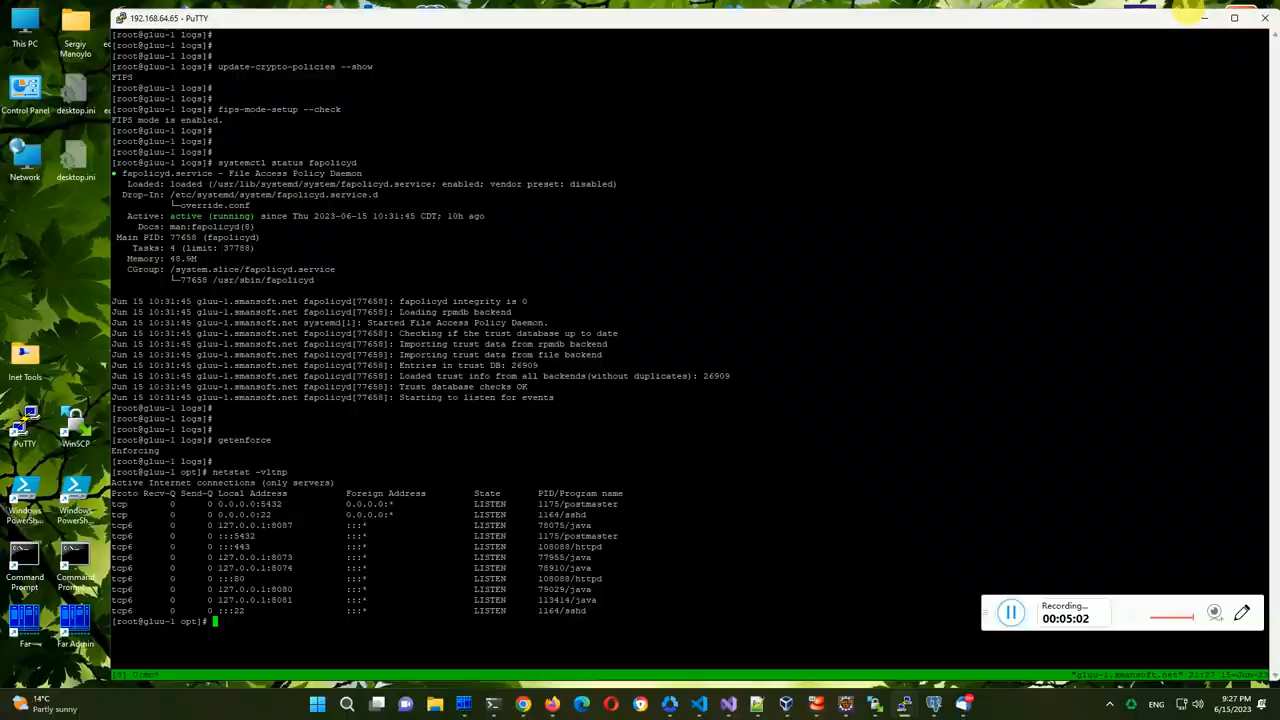 192.168.64.65 - PuTTY
This PC
Sergiy
Manoylo
Control Panel
desktop.ini
Network
desktop...
Inet Tools
PuTTY
WinSCP
Windows
PowerSh...
Windows
PowerSh...
Command
Prompt
Command
Prompt
Far
Far Admin
[root@gluu-1 logs]#
[root@gluu-1 logs]#
[root@gluu-1 logs]#
[root@gluu-1 logs]# update-crypto-policies --show
FIPS
[root@gluu-1 logs]#
[root@gluu-1 logs]#
[root@gluu-1 logs]# fips-mode-setup --check
FIPS mode is enabled.
[root@gluu-1 logs]#
[root@gluu-1 logs]#
[root@gluu-1 logs]#
[root@gluu-1 logs]# systemctl status fapolicyd
● fapolicyd.service - File Access Policy Daemon
Loaded: loaded (/usr/lib/systemd/system/fapolicyd.service; enabled; vendor preset: disabled)
Drop-In: /etc/systemd/system/fapolicyd.service.d
└─override.conf
Active: active (running) since Thu 2023-06-15 10:31:45 CDT; 10h ago
Docs: man:fapolicyd(8)
Main PID: 77658 (fapolicyd)
Tasks: 4 (limit: 37788)
Memory: 48.9M
CGroup: /system.slice/fapolicyd.service
└─77658 /usr/sbin/fapolicyd
Jun 15 10:31:45 gluu-1.smansoft.net fapolicyd[77658]: fapolicyd integrity is 0
Jun 15 10:31:45 gluu-1.smansoft.net fapolicyd[77658]: Loading rpmdb backend
Jun 15 10:31:45 gluu-1.smansoft.net systemd[1]: Started File Access Policy Daemon.
Jun 15 10:31:45 gluu-1.smansoft.net fapolicyd[77658]: Checking if the trust database up to date
Jun 15 10:31:45 gluu-1.smansoft.net fapolicyd[77658]: Importing trust data from rpmdb backend
Jun 15 10:31:45 gluu-1.smansoft.net fapolicyd[77658]: Importing trust data from file backend
Jun 15 10:31:45 gluu-1.smansoft.net fapolicyd[77658]: Entries in trust DB: 26909
Jun 15 10:31:45 gluu-1.smansoft.net fapolicyd[77658]: Loaded trust info from all backends(without duplicates): 26909
Jun 15 10:31:45 gluu-1.smansoft.net fapolicyd[77658]: Trust database checks OK
Jun 15 10:31:45 gluu-1.smansoft.net fapolicyd[77658]: Starting to listen for events
[root@gluu-1 logs]#
[root@gluu-1 logs]#
[root@gluu-1 logs]#
[root@gluu-1 logs]# getenforce
Enforcing
[root@gluu-1 logs]#
[root@gluu-1 opt]# netstat -vltnp
Active Internet connections (only servers)
Proto Recv-Q Send-Q Local Address Foreign Address State PID/Program name
tcp 0 0 0.0.0.0:5432 0.0.0.0:* LISTEN 1175/postmaster
tcp 0 0 0.0.0.0:22 0.0.0.0:* LISTEN 1164/sshd
tcp6 0 0 127.0.0.1:8087 :::* LISTEN 78075/java
tcp6 0 0 :::5432 :::* LISTEN 1175/postmaster
tcp6 0 0 :::443 :::* LISTEN 108088/httpd
tcp6 0 0 127.0.0.1:8073 :::* LISTEN 77955/java
tcp6 0 0 127.0.0.1:8074 :::* LISTEN 78910/java
tcp6 0 0 :::80 :::* LISTEN 108088/httpd
tcp6 0 0 127.0.0.1:8080 :::* LISTEN 79029/java
tcp6 0 0 127.0.0.1:8081 :::* LISTEN 113414/java
tcp6 0 0 :::22 :::* LISTEN 1164/sshd
[root@gluu-1 opt]#
Recording...
00:05:02
[3] 0:mc* "gluu-1.smansoft.net" 21:27 15-Jun-23
14°C
Partly sunny
ENG
9:27 PM
6/15/2023